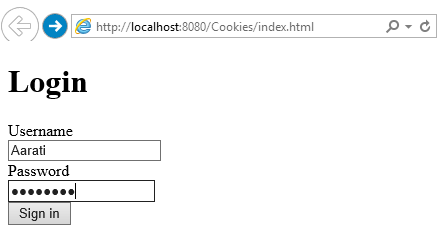 http://localhost:8080/Cookies/index.html
Login
Username
Aarati
Password
●●●●●●●●
Sign in